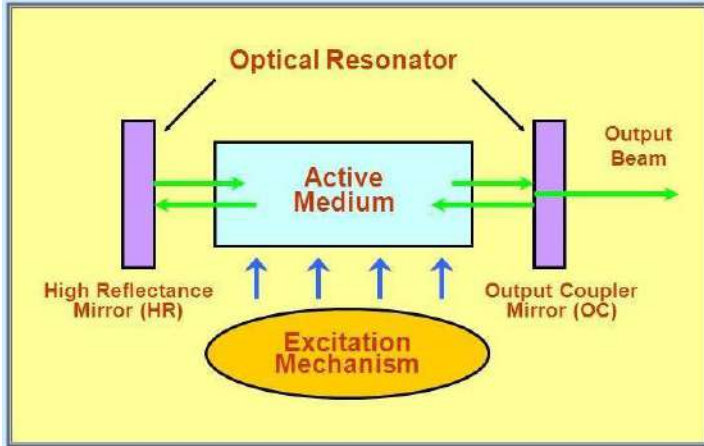 Optical Resonator
Output
Beam
Active
Medium
High Reflectance
Mirror (HR)
Output Coupler
Mirror (OC)
Excitation
Mechanism